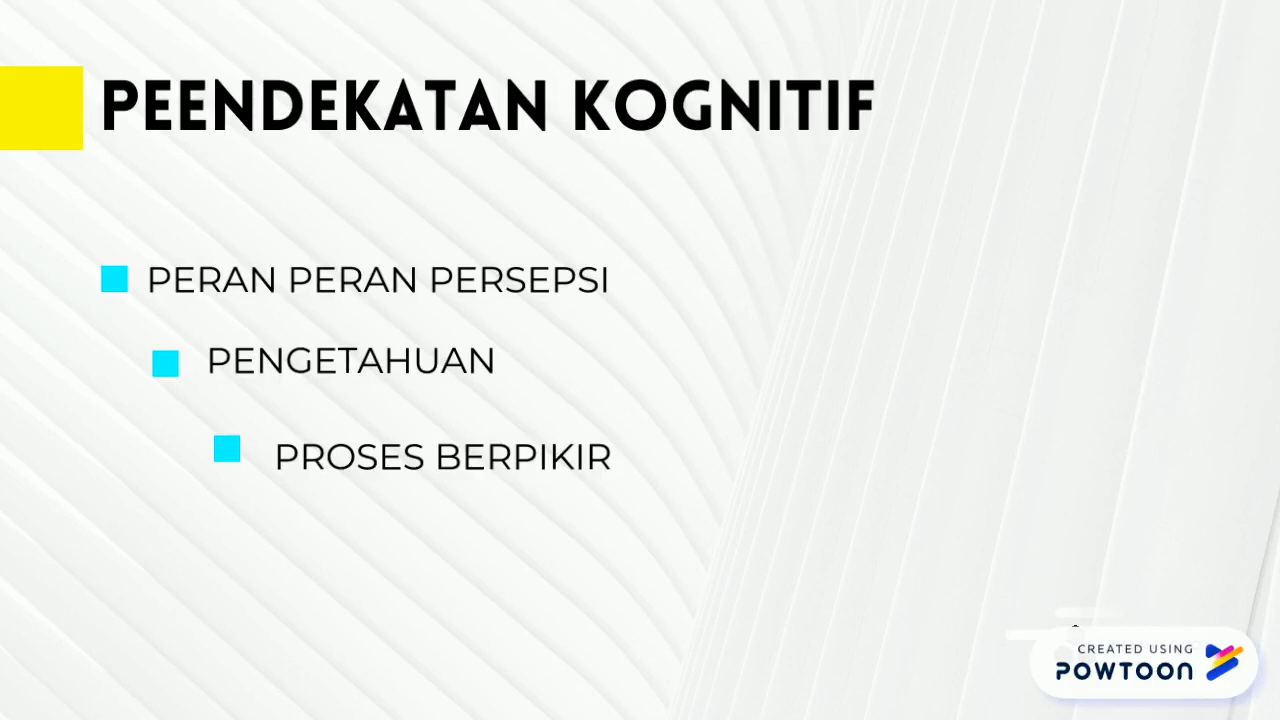 PEENDEKATAN KOGNITIF
PERAN PERAN PERSEPSI
PENGETAHUAN
PROSES BERPIKIR
CREATED USING
POWTOON